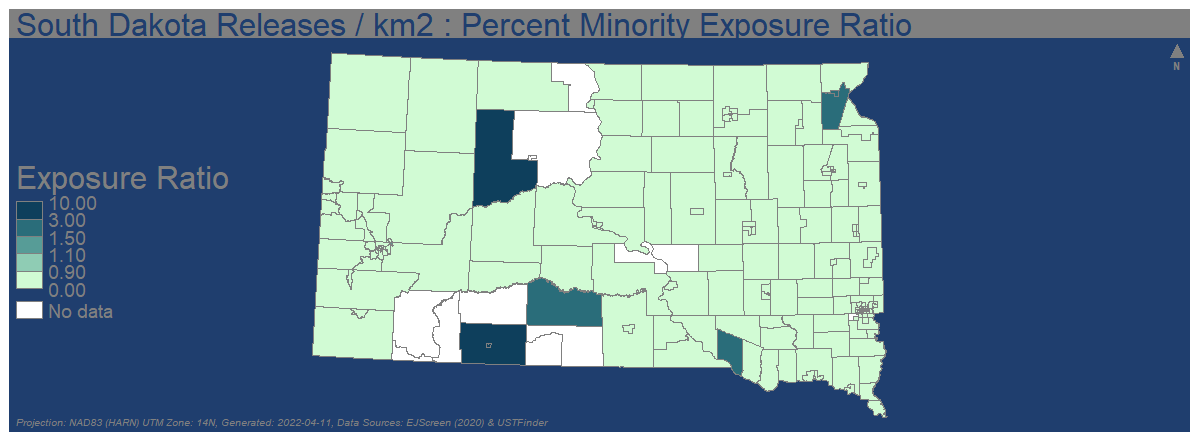 South Dakota Releases / km2 : Percent Minority Exposure Ratio
N
Exposure Ratio
10.00
3.00
1.50
1.10
0.90
0.00
No data
Projection: NAD83 (HARN) UTM Zone: 14N, Generated: 2022-04-11, Data Sources: EJScreen (2020) & USTFinder